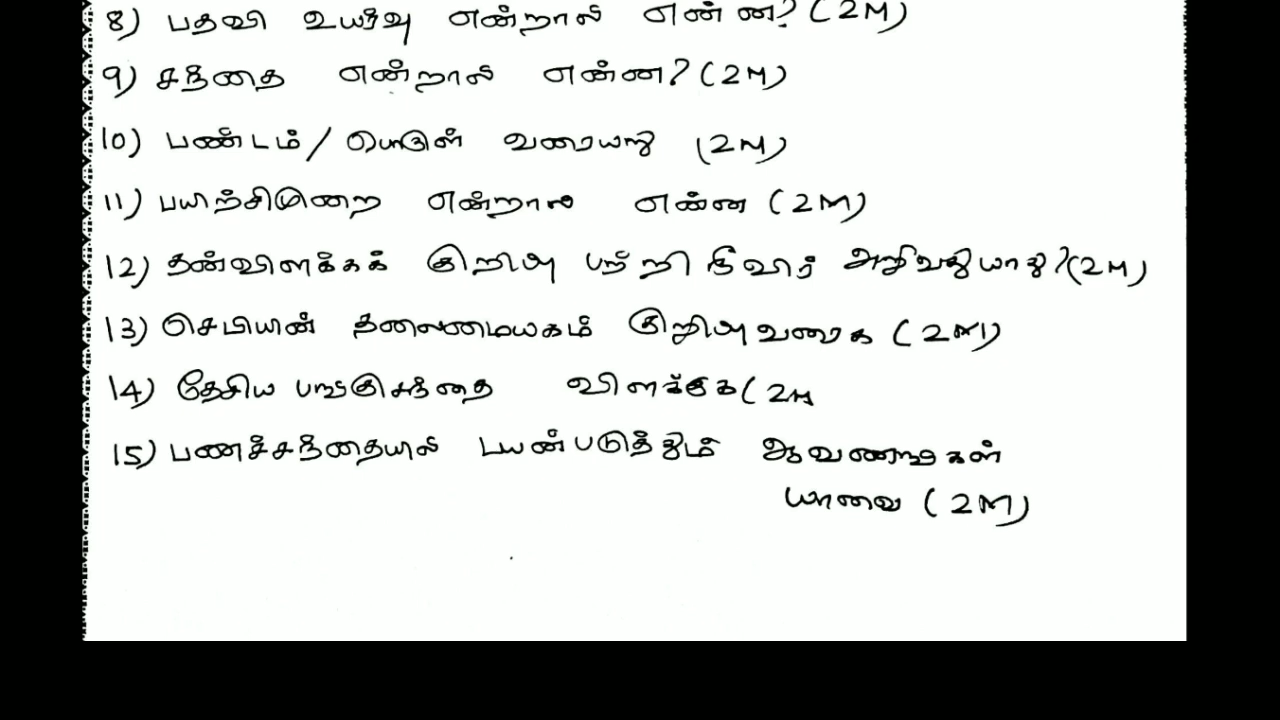 8) பதவி உயர்வு என்றால் என்ன? (2M)
9) சந்தை என்றால் என்ன? (2M)
10) பண்டம் / பொருள் வரையறு (2M)
11) பயிற்சிமுறை என்றால் என்ன (2M)
12) தன்விளக்கக் குறிப்பு பற்றி நீவிர் அறிவது யாது? (2M)
13) செபியின் தலைமையகம் குறிப்பு வரைக (2M)
14) தேசிய பங்குசந்தை விளக்குக (2M
15) பணச்சந்தையில் பயன்படுத்தும் ஆவணங்கள்
யாவை (2M)